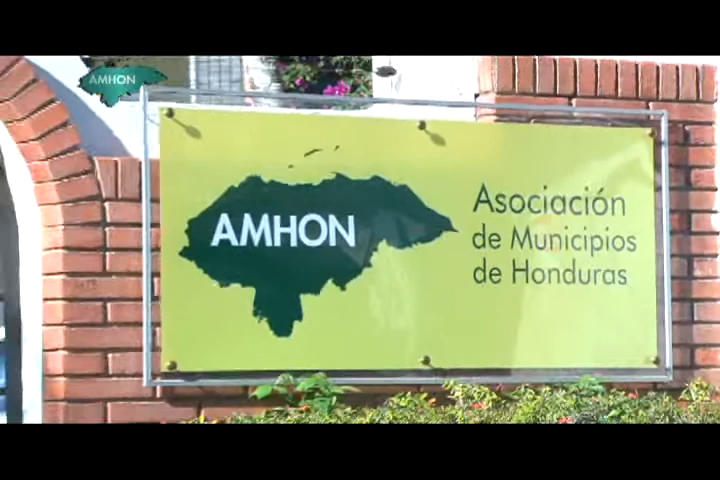 AMHON
AMHON
Asociación
de Municipios
de Honduras